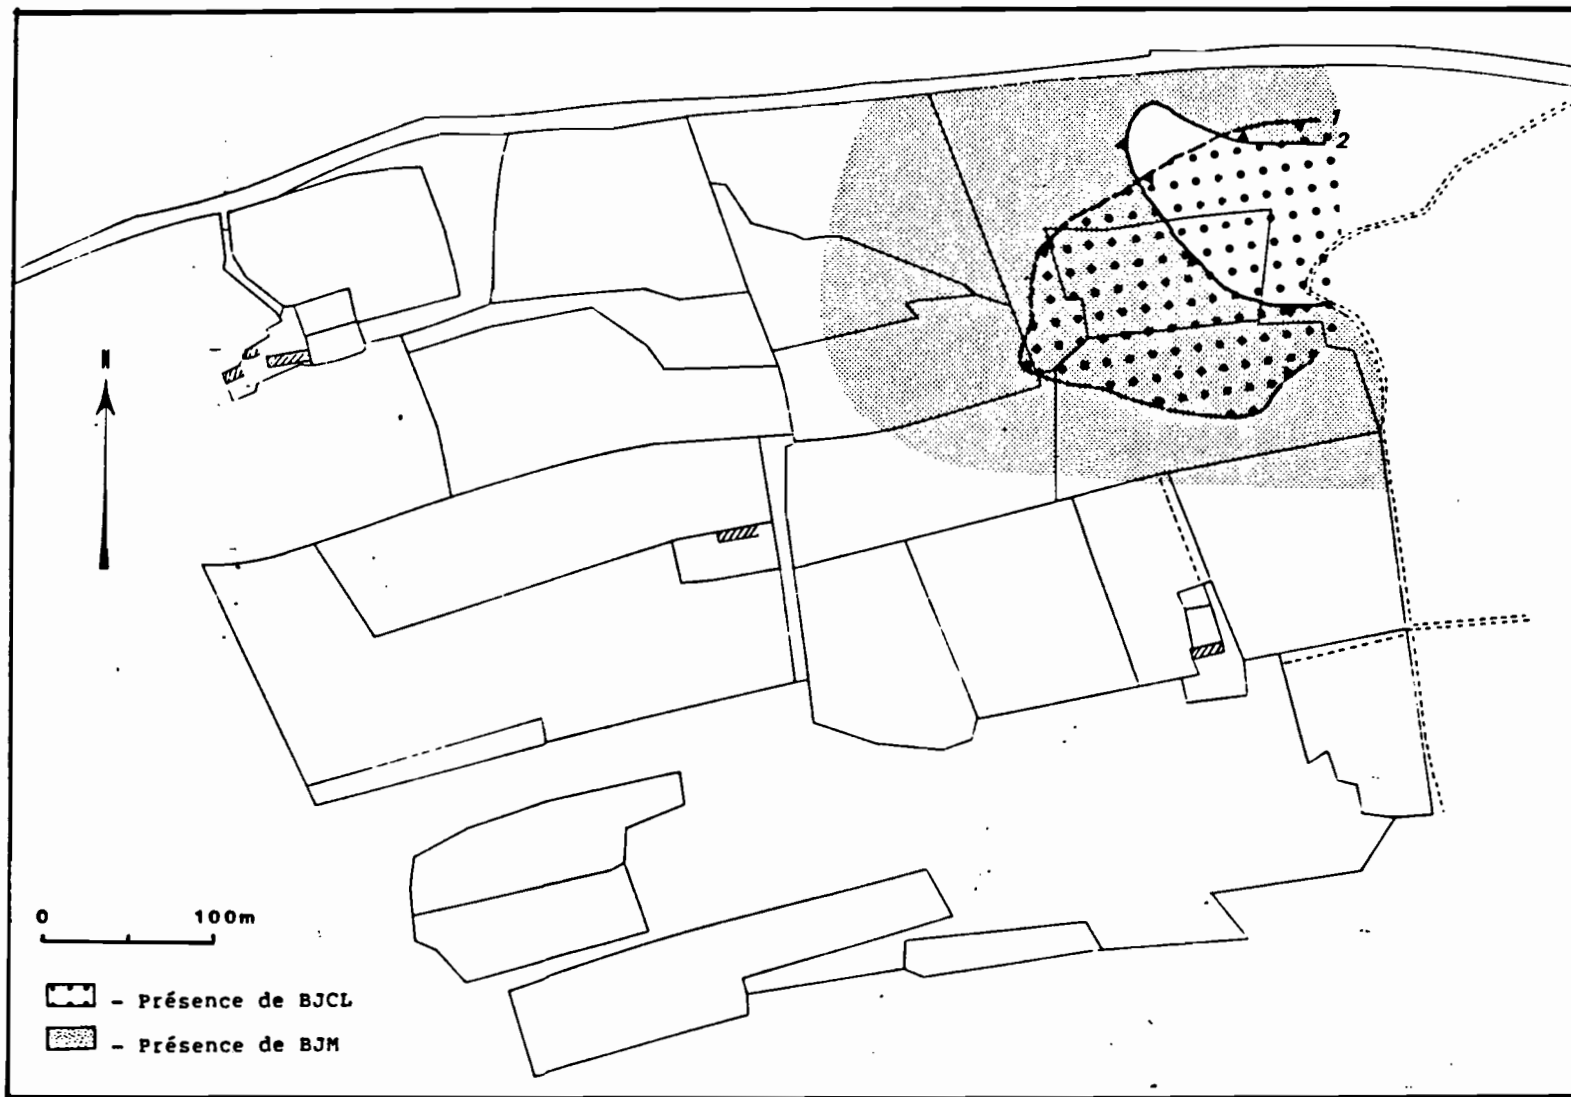 1
2
N
0 100m
- Présence de BJCL
- Présence de BJM